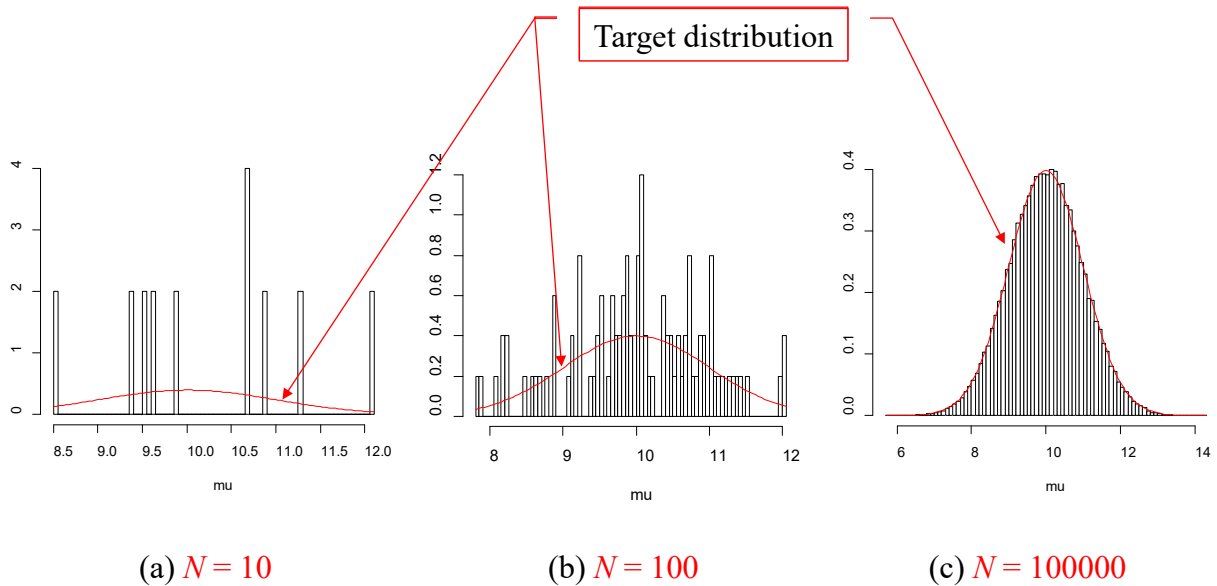 Target distribution
4
3
2
1
0
8.5 9.0 9.5 10.0 10.5 11.0 11.5 12.0
mu
1.2
1.0
0.8
0.6
0.4
0.2
0.0
8 9 10 11 12
mu
0.4
0.3
0.2
0.1
0.0
6 8 10 12 14
mu
(a) N = 10
(b) N = 100
(c) N = 100000